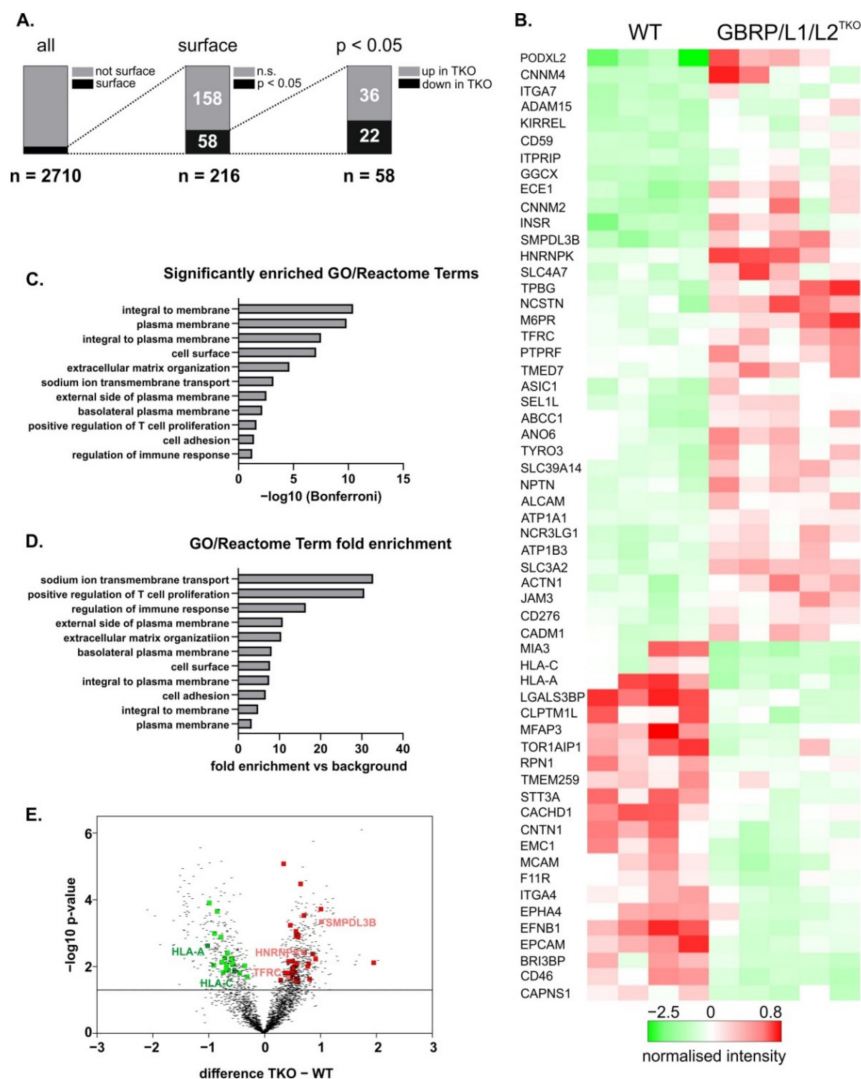 A.
all
surface
p < 0.05
not surface
surface
n.s.
p < 0.05
up in TKO
down in TKO
158
58
36
22
n = 2710
n = 216
n = 58
B.
WT
GBRP/L1/L2TKO
PODXL2
CNNM4
ITGA7
ADAM15
KIRREL
CD59
ITPRIP
GGCX
ECE1
CNNM2
INSR
SMPDL3B
HNRNPK
SLC4A7
TPBG
NCSTN
M6PR
TFRC
PTPRF
TMED7
ASIC1
SEL1L
ABCC1
ANO6
TYRO3
SLC39A14
NPTN
ALCAM
ATP1A1
NCR3LG1
ATP1B3
SLC3A2
ACTN1
JAM3
CD276
CADM1
MIA3
HLA-C
HLA-A
LGALS3BP
CLPTM1L
MFAP3
TOR1AIP1
RPN1
TMEM259
STT3A
CACHD1
CNTN1
EMC1
MCAM
F11R
ITGA4
EPHA4
EFNB1
EPCAM
BRI3BP
CD46
CAPNS1
−2.5 0 0.8
normalised intensity
C.
Significantly enriched GO/Reactome Terms
integral to membrane
plasma membrane
integral to plasma membrane
cell surface
extracellular matrix organization
sodium ion transmembrane transport
external side of plasma membrane
basolateral plasma membrane
positive regulation of T cell proliferation
cell adhesion
regulation of immune response
0 5 10 15
−log10 (Bonferroni)
D.
GO/Reactome Term fold enrichment
sodium ion transmembrane transport
positive regulation of T cell proliferation
regulation of immune response
external side of plasma membrane
extracellular matrix organizatiion
basolateral plasma membrane
cell surface
integral to plasma membrane
cell adhesion
integral to membrane
plasma membrane
0 10 20 30 40
fold enrichment vs background
E.
−log10 p-value
6
4
2
0
SMPDL3B
HLA-A
TFRC
HLA-C
−3 −2 −1 0 1 2 3
difference TKO − WT